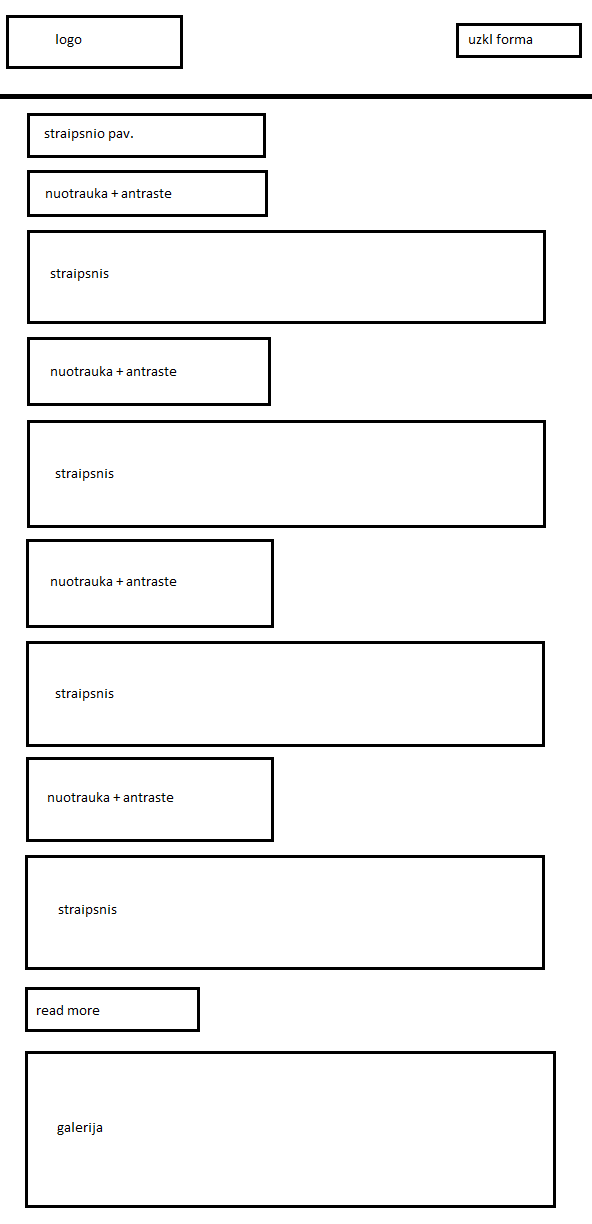 logo
uzkl forma
straipsnio pav.
nuotrauka + antraste
straipsnis
nuotrauka + antraste
straipsnis
nuotrauka + antraste
straipsnis
nuotrauka + antraste
straipsnis
read more
galerija